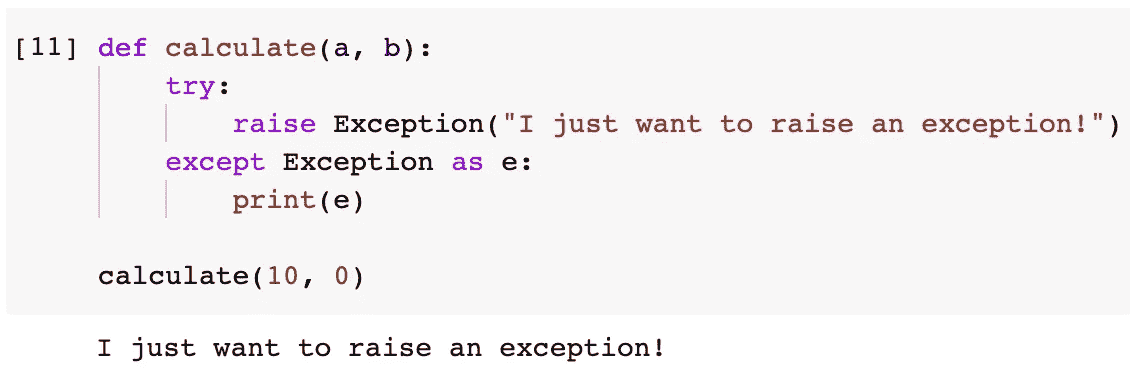 [11] def calculate(a, b):
try:
raise Exception("I just want to raise an exception!")
except Exception as e:
print(e)
calculate(10, 0)
I just want to raise an exception!